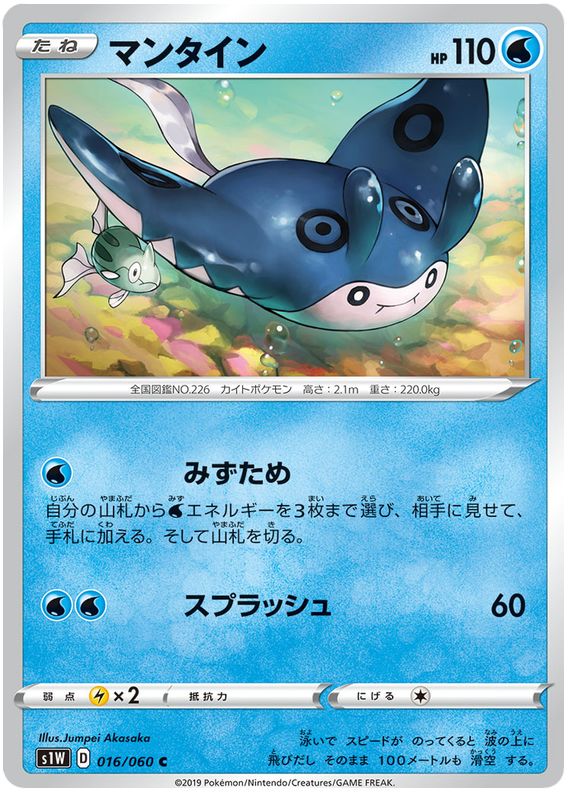 たね マンタイン HP 110
全国図鑑NO.226 カイトポケモン 高さ：2.1m 重さ：220.0kg
みずため
自分の山札からエネルギーを3枚まで選び、相手に見せて、
手札に加える。そして山札を切る。
スプラッシュ 60
弱点 ×2 抵抗力 にげる
Illus.Jumpei Akasaka
s1W D 016/060 C
泳いで スピードが のってくると 波の上に
飛びだし そのまま 100メートルも 滑空 する。
©2019 Pokémon/Nintendo/Creatures/GAME FREAK.